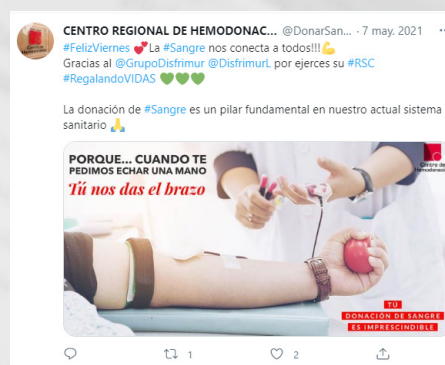 CENTRO REGIONAL DE HEMODONAC... @DonarSan... · 7 may. 2021
#FelizViernes 💕La #Sangre nos conecta a todos!!!💪
Gracias al @GrupoDisfrimur @DisfrimurL por ejerces su #RSC
#RegalandoVIDAS 💚💚💚
La donación de #Sangre es un pilar fundamental en nuestro actual sistema
sanitario 🙏
PORQUE... CUANDO TE
PEDIMOS ECHAR UNA MANO
Tú nos das el brazo
Centro de
Hemodonación
TU
DONACIÓN DE SANGRE
ES IMPRESCINDIBLE
1
2